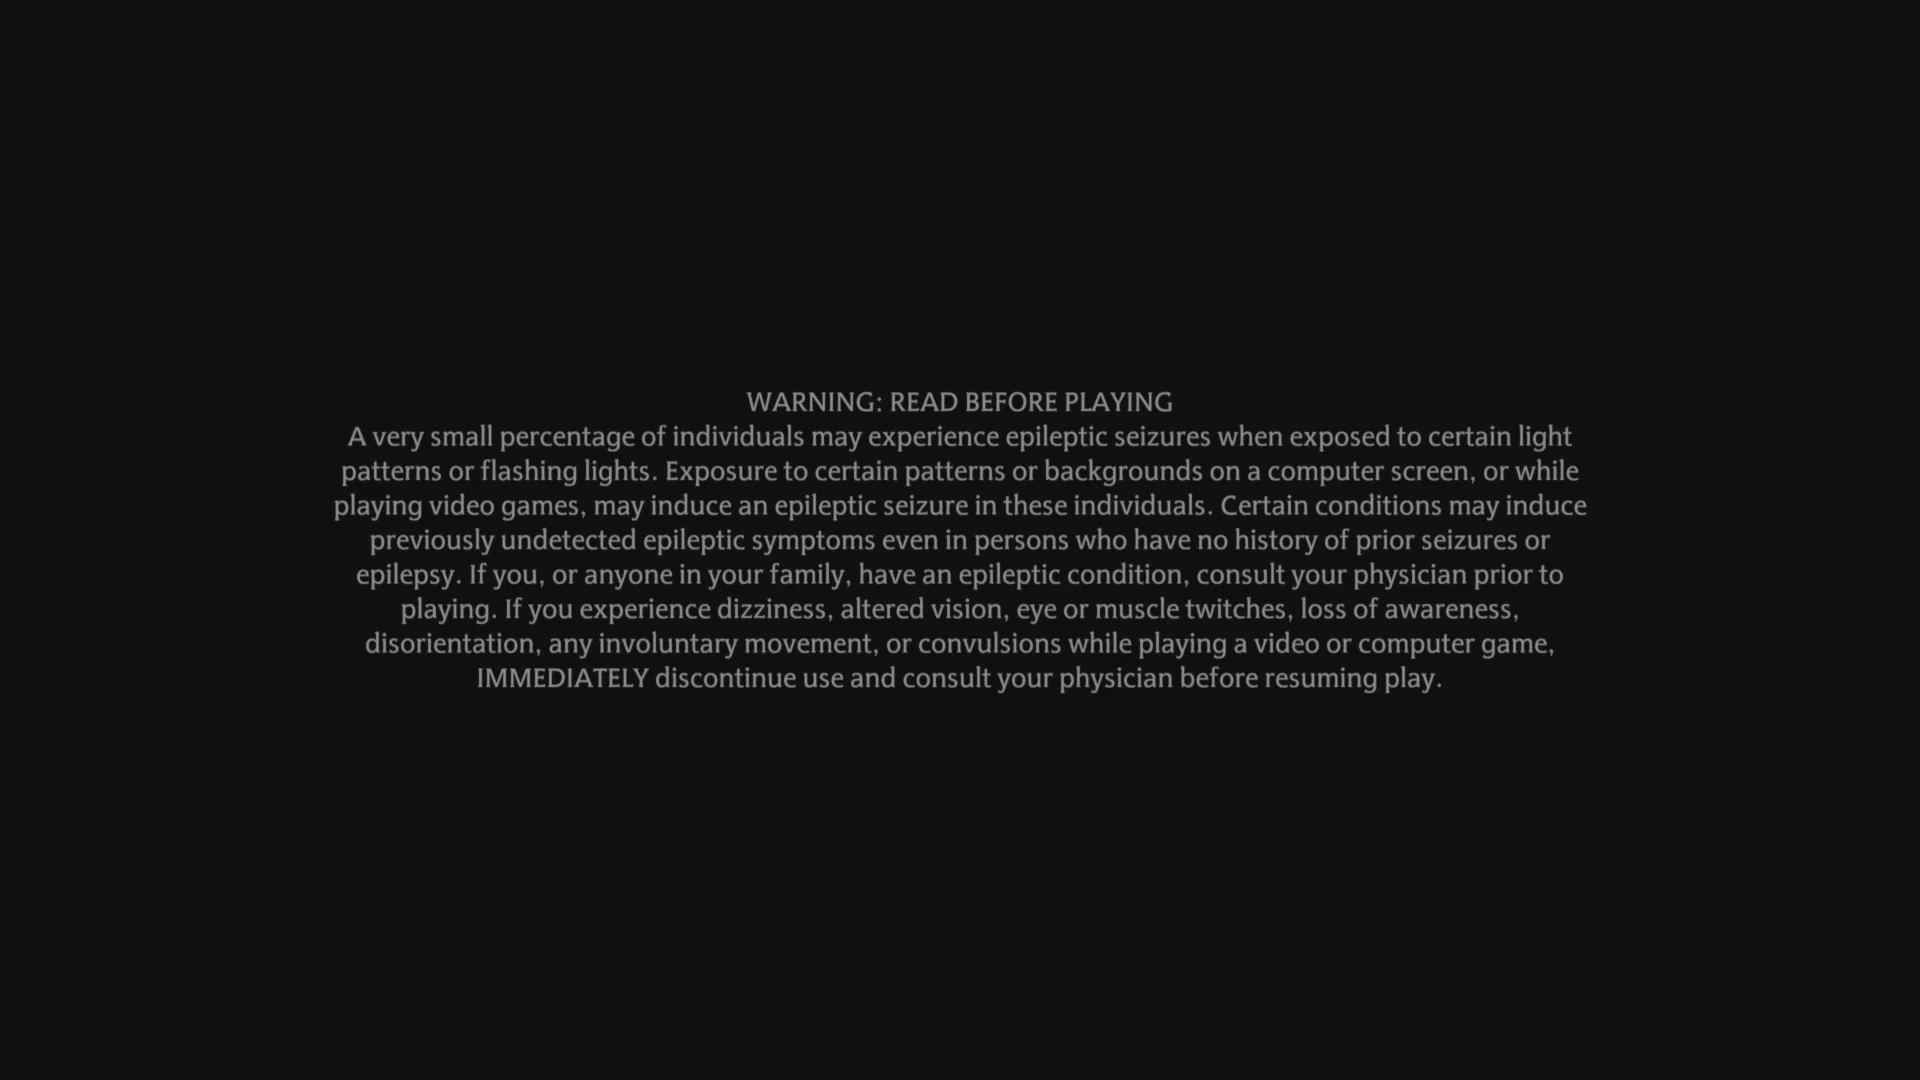 WARNING: READ BEFORE PLAYING
A very small percentage of individuals may experience epileptic seizures when exposed to certain light
patterns or flashing lights. Exposure to certain patterns or backgrounds on a computer screen, or while
playing video games, may induce an epileptic seizure in these individuals. Certain conditions may induce
previously undetected epileptic symptoms even in persons who have no history of prior seizures or
epilepsy. If you, or anyone in your family, have an epileptic condition, consult your physician prior to
playing. If you experience dizziness, altered vision, eye or muscle twitches, loss of awareness,
disorientation, any involuntary movement, or convulsions while playing a video or computer game,
IMMEDIATELY discontinue use and consult your physician before resuming play.